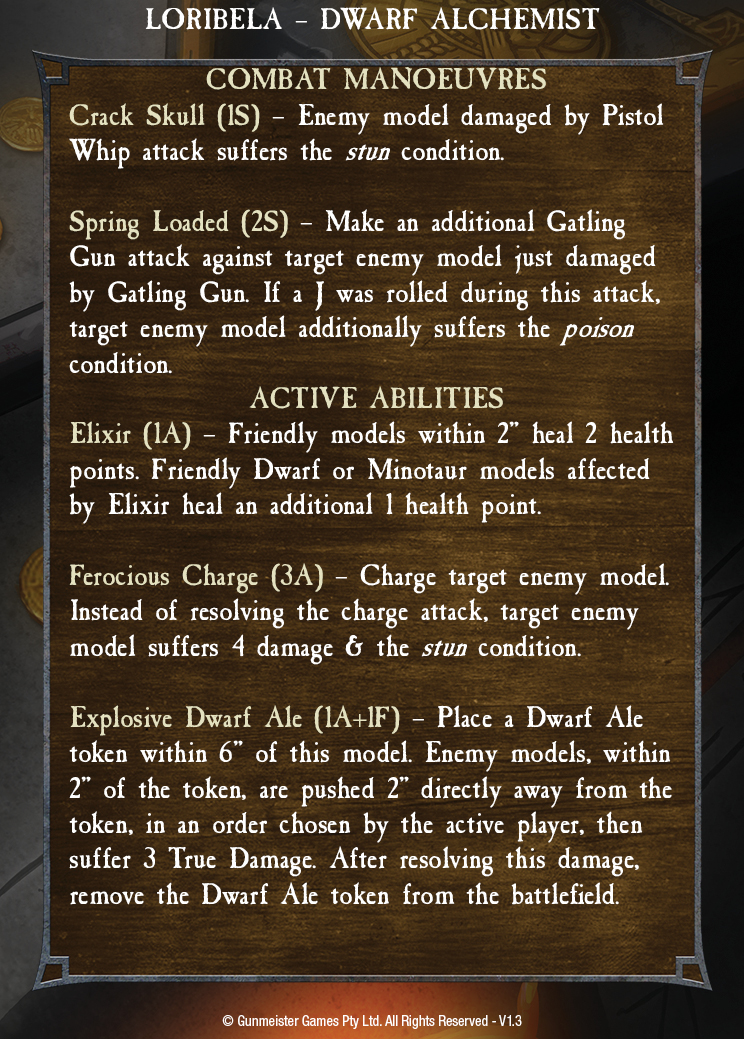 LORIBELA – DWARF ALCHEMIST
COMBAT MANOEUVRES
Crack Skull (1S) – Enemy model damaged by Pistol
Whip attack suffers the stun condition.
Spring Loaded (2S) – Make an additional Gatling
Gun attack against target enemy model just damaged
by Gatling Gun. If a J was rolled during this attack,
target enemy model additionally suffers the poison
condition.
ACTIVE ABILITIES
Elixir (1A) – Friendly models within 2” heal 2 health
points. Friendly Dwarf or Minotaur models affected
by Elixir heal an additional 1 health point.
Ferocious Charge (3A) – Charge target enemy model.
Instead of resolving the charge attack, target enemy
model suffers 4 damage & the stun condition.
Explosive Dwarf Ale (1A+1F) – Place a Dwarf Ale
token within 6” of this model. Enemy models, within
2” of the token, are pushed 2” directly away from the
token, in an order chosen by the active player, then
suffer 3 True Damage. After resolving this damage,
remove the Dwarf Ale token from the battlefield.
© Gunmeister Games Pty Ltd. All Rights Reserved - V1.3